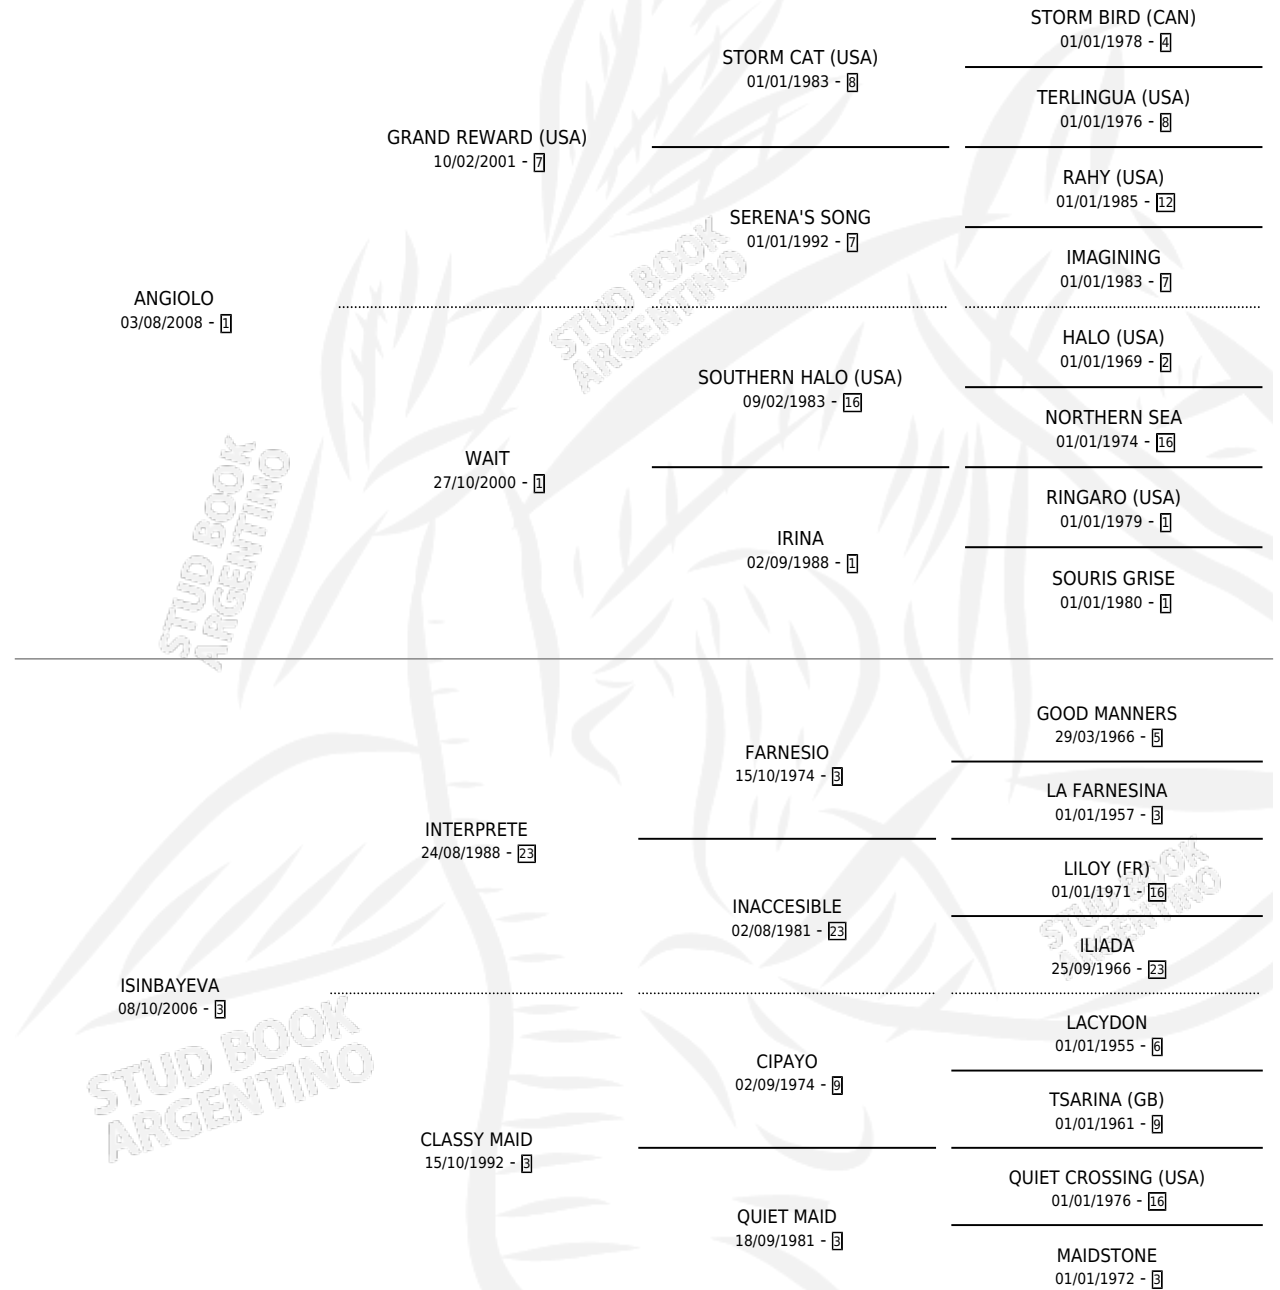 STORM BIRD (CAN)
01/01/1978 - 4
STORM CAT (USA)
01/01/1983 - 8
TERLINGUA (USA)
01/01/1976 - 8
GRAND REWARD (USA)
10/02/2001 - 7
RAHY (USA)
01/01/1985 - 12
SERENA'S SONG
01/01/1992 - 7
IMAGINING
01/01/1983 - 7
ANGIOLO
03/08/2008 - 1
HALO (USA)
01/01/1969 - 2
SOUTHERN HALO (USA)
09/02/1983 - 16
NORTHERN SEA
01/01/1974 - 16
WAIT
27/10/2000 - 1
RINGARO (USA)
01/01/1979 - 1
IRINA
02/09/1988 - 1
SOURIS GRISE
01/01/1980 - 1
GOOD MANNERS
29/03/1966 - 5
FARNESIO
15/10/1974 - 3
LA FARNESINA
01/01/1957 - 3
INTERPRETE
24/08/1988 - 23
LILOY (FR)
01/01/1971 - 16
INACCESIBLE
02/08/1981 - 23
ILIADA
25/09/1966 - 23
ISINBAYEVA
08/10/2006 - 3
LACYDON
01/01/1955 - 6
CIPAYO
02/09/1974 - 9
TSARINA (GB)
01/01/1961 - 9
CLASSY MAID
15/10/1992 - 3
QUIET CROSSING (USA)
01/01/1976 - 16
QUIET MAID
18/09/1981 - 3
MAIDSTONE
01/01/1972 - 3
STUD BOOK
ARGENTINO
STUD BOOK
ARGENTINO
STUD BOOK
ARGENTINO
STUD BOOK
ARGENTINO